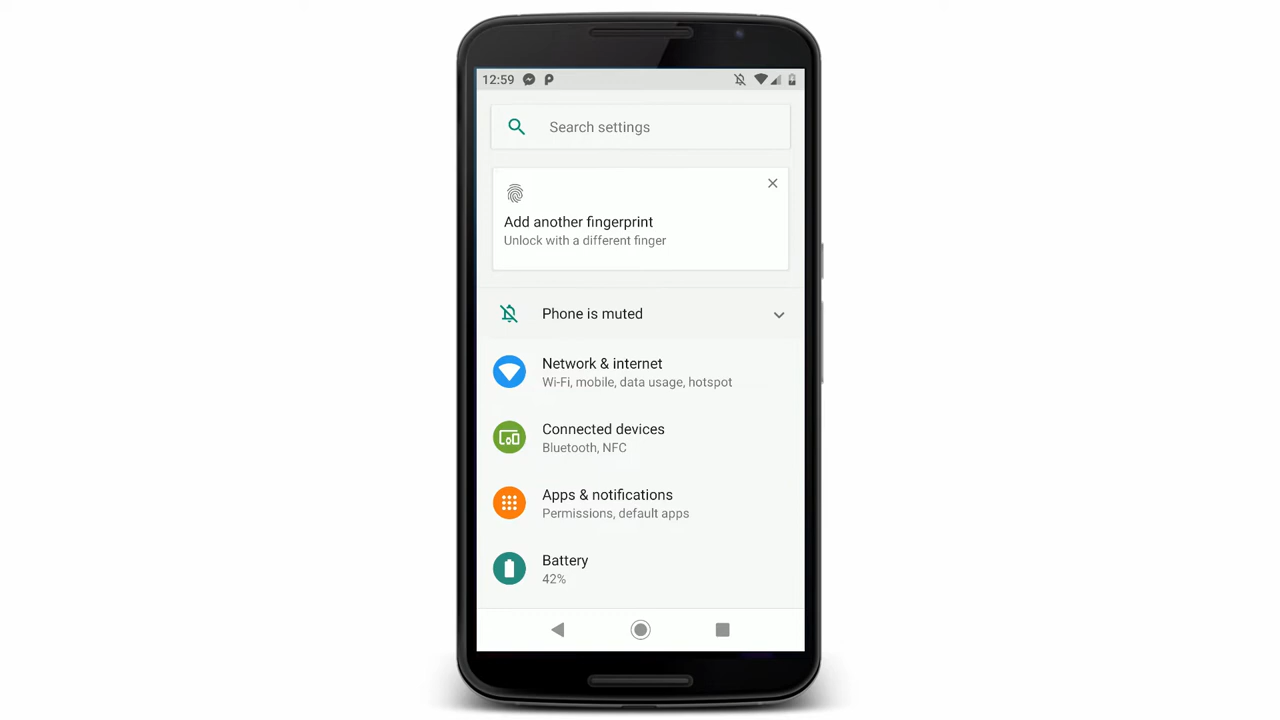 12:59
Search settings
Add another fingerprint
Unlock with a different finger
Phone is muted
Network & internet
Wi-Fi, mobile, data usage, hotspot
Connected devices
Bluetooth, NFC
Apps & notifications
Permissions, default apps
Battery
42%